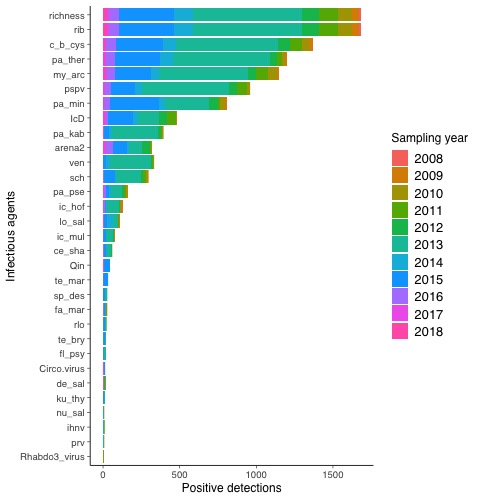 richness
rib
c_b_cys
pa_ther
my_arc
pspv
pa_min
lcD
pa_kab
arena2
ven
sch
pa_pse
ic_hof
lo_sal
ic_mul
ce_sha
Qin
te_mar
sp_des
fa_mar
rlo
te_bry
fl_psy
Circo.virus
de_sal
ku_thy
nu_sal
ihnv
prv
Rhabdo3_virus
Infectious agents
0 500 1000 1500
Positive detections
Sampling year
2008
2009
2010
2011
2012
2013
2014
2015
2016
2017
2018